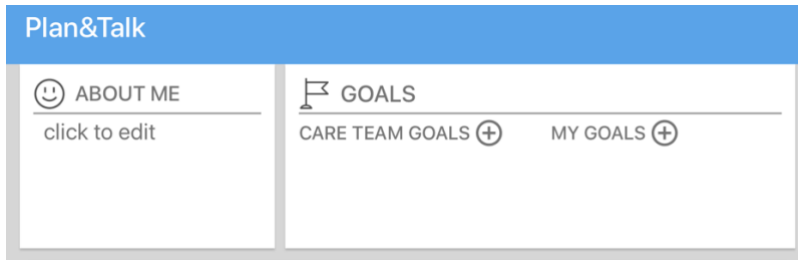 Plan&Talk
ABOUT ME
click to edit
GOALS
CARE TEAM GOALS
MY GOALS